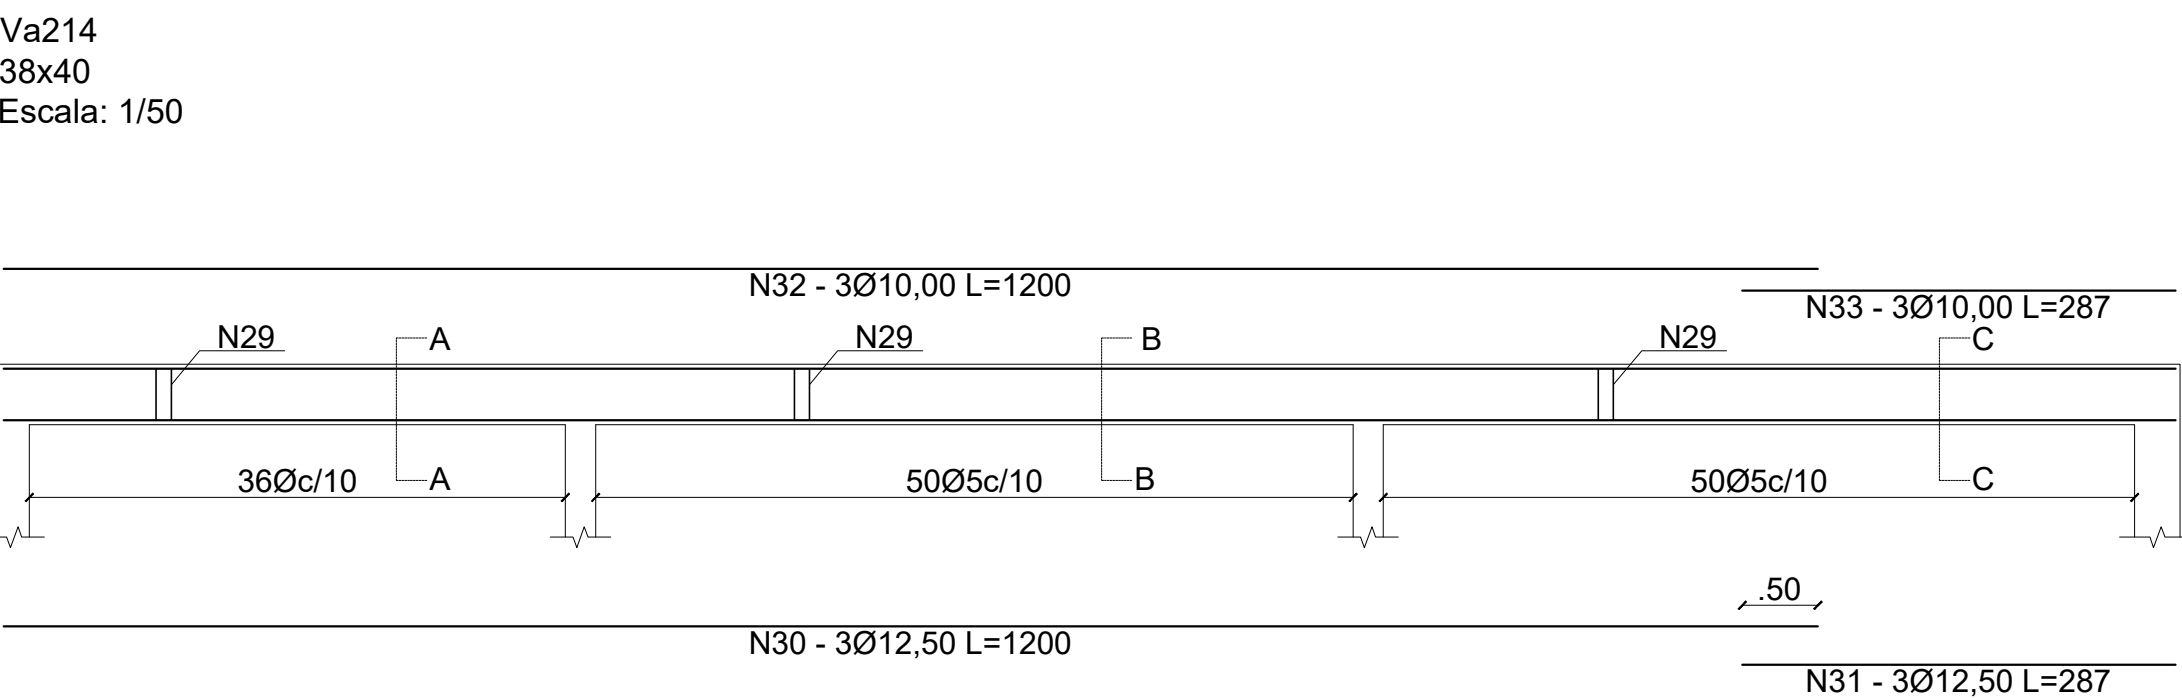 Va214
38x40
Escala: 1/50
N32 - 3Ø10,00 L=1200
N33 - 3Ø10,00 L=287
N29
A
N29
B
N29
C
36Øc/10
A
50Ø5c/10
B
50Ø5c/10
C
.50
N30 - 3Ø12,50 L=1200
N31 - 3Ø12,50 L=287